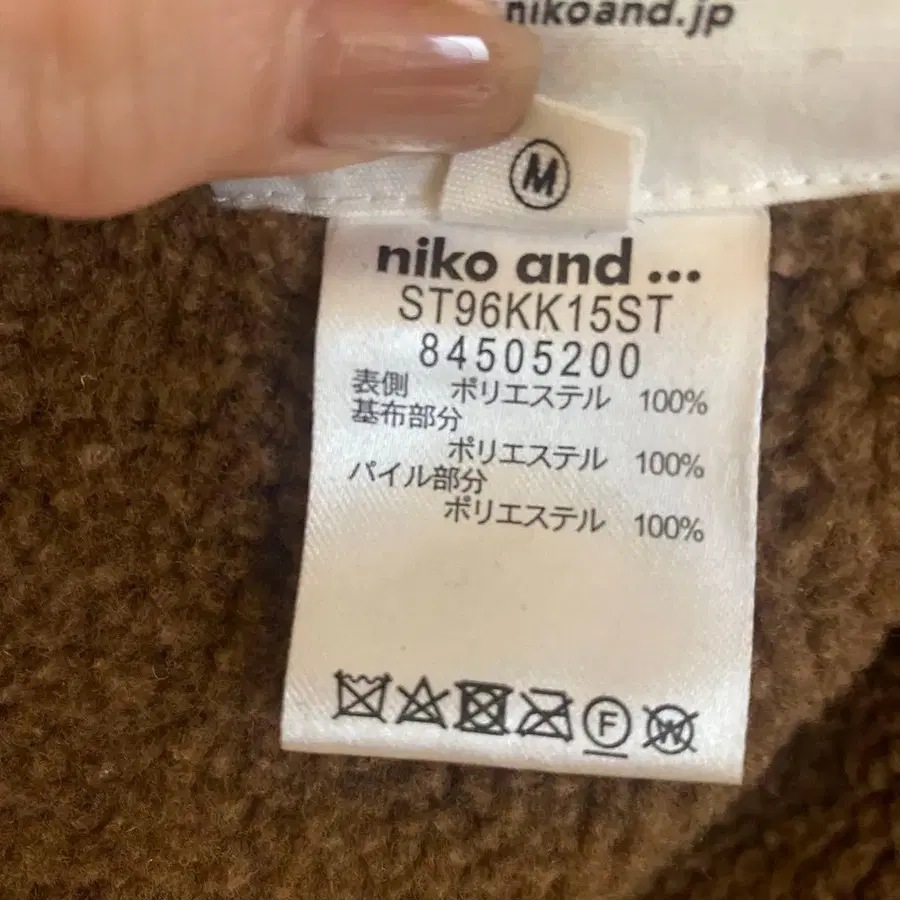 nikoand.jp
M
niko and ...
ST96KK15ST
84505200
表側 ポリエステル 100%
基布部分
ポリエステル 100%
パイル部分
ポリエステル 100%
F W